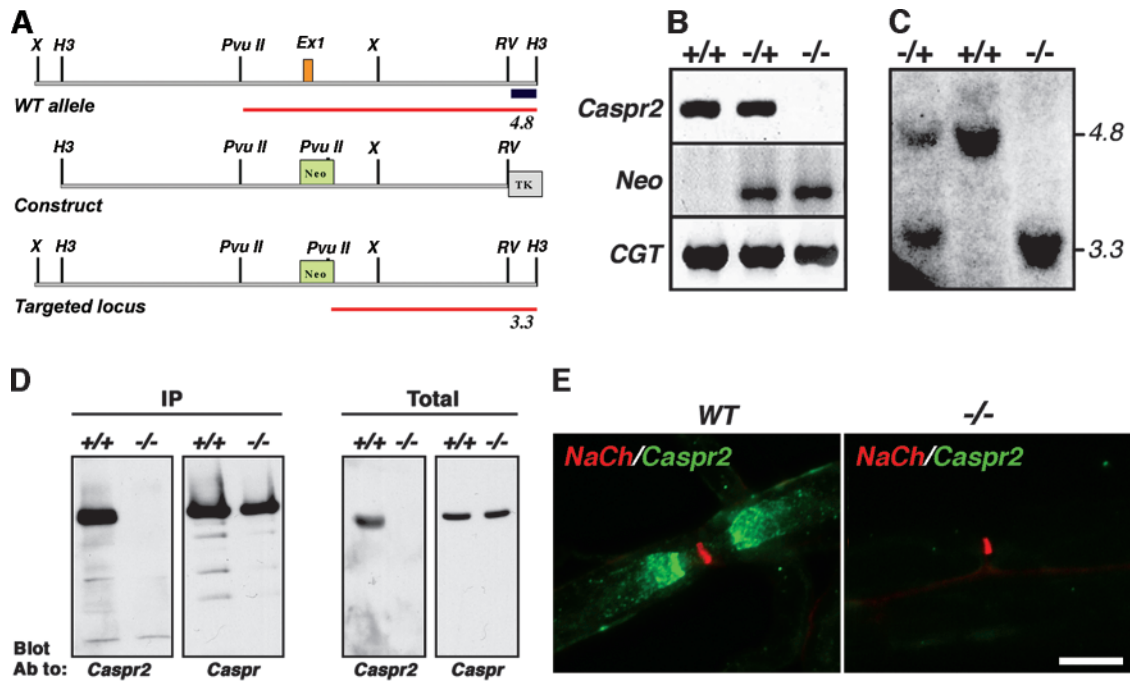 A
X H3 Pvu II Ex1 X RV H3
WT allele
4.8
H3 Pvu II Pvu II X RV
Neo
TK
Construct
X H3 Pvu II Pvu II X RV H3
Neo
Targeted locus
3.3
B
+/+ -/+ -/-
Caspr2
Neo
CGT
C
-/+ +/+ -/-
4.8
3.3
D
IP Total
+/+ -/- +/+ -/- +/+ -/- +/+ -/-
Blot
Ab to: Caspr2 Caspr Caspr2 Caspr
E
WT -/-
NaCh/Caspr2 NaCh/Caspr2